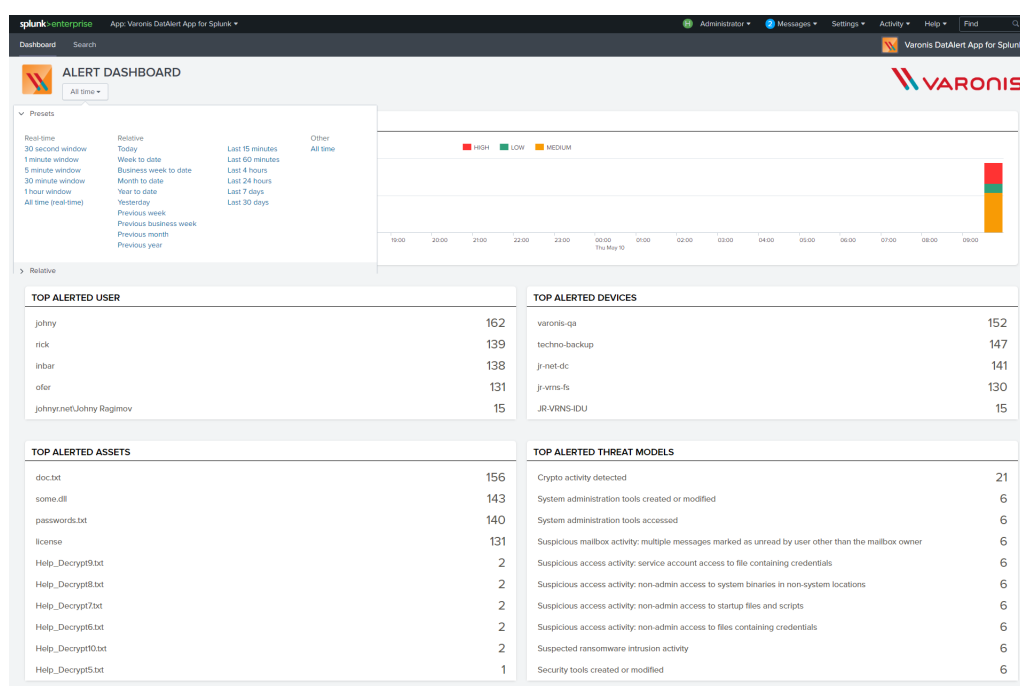 splunk>enterprise App: Varonis DatAlert App for Splunk Administrator 2 Messages Settings Activity Help Find
Dashboard Search Varonis DatAlert App for Splun
ALERT DASHBOARD
All time
VARONIS
Presets
Real-time Relative Other
30 second window Today Last 15 minutes All time
1 minute window Week to date Last 60 minutes
5 minute window Business week to date Last 4 hours
30 minute window Month to date Last 24 hours
1 hour window Year to date Last 7 days
All time (real-time) Yesterday Last 30 days
Previous week
Previous business week
Previous month
Previous year
Relative
HIGH LOW MEDIUM
19:00 20:00 21:00 22:00 23:00 00:00 01:00 02:00 03:00 04:00 05:00 06:00 07:00 08:00 09:00
Thu May 10
TOP ALERTED USER
johny 162
rick 139
inbar 138
ofer 131
johnyr.net\Johny Ragimov 15
TOP ALERTED DEVICES
varonis-qa 152
techno-backup 147
jr-net-dc 141
jr-vrns-fs 130
JR-VRNS-IDU 15
TOP ALERTED ASSETS
doc.txt 156
some.dll 143
passwords.txt 140
license 131
Help_Decrypt9.txt 2
Help_Decrypt8.txt 2
Help_Decrypt7.txt 2
Help_Decrypt6.txt 2
Help_Decrypt10.txt 2
Help_Decrypt5.txt 1
TOP ALERTED THREAT MODELS
Crypto activity detected 21
System administration tools created or modified 6
System administration tools accessed 6
Suspicious mailbox activity: multiple messages marked as unread by user other than the mailbox owner 6
Suspicious access activity: service account access to file containing credentials 6
Suspicious access activity: non-admin access to system binaries in non-system locations 6
Suspicious access activity: non-admin access to startup files and scripts 6
Suspicious access activity: non-admin access to files containing credentials 6
Suspected ransomware intrusion activity 6
Security tools created or modified 6